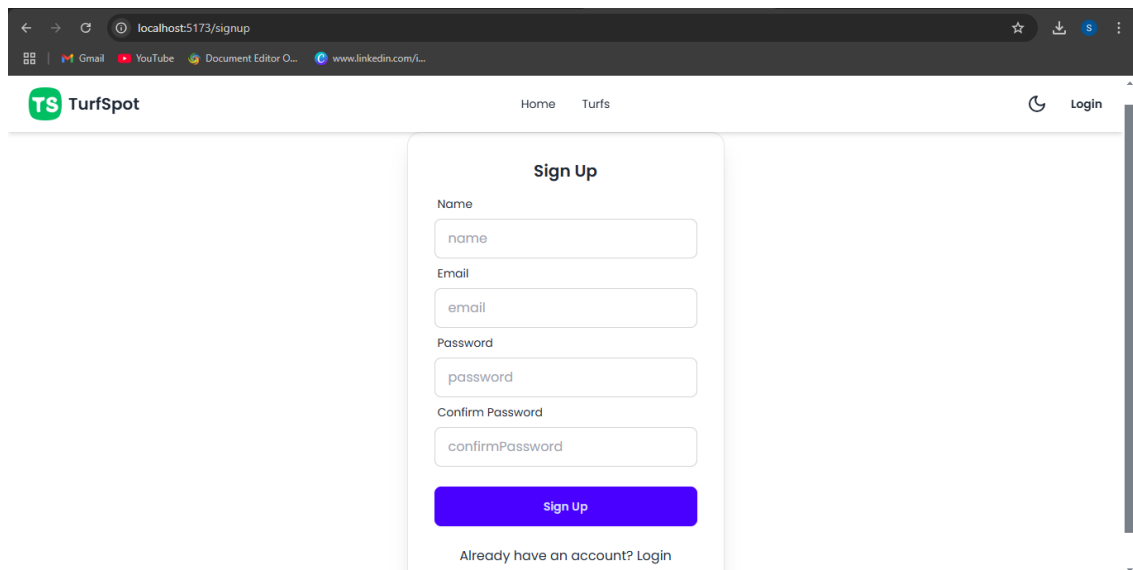 localhost:5173/signup
S
Gmail YouTube Document Editor O... www.linkedin.com/i...
TS TurfSpot Home Turfs Login
Sign Up
Name
name
Email
email
Password
password
Confirm Password
confirmPassword
Sign Up
Already have an account? Login